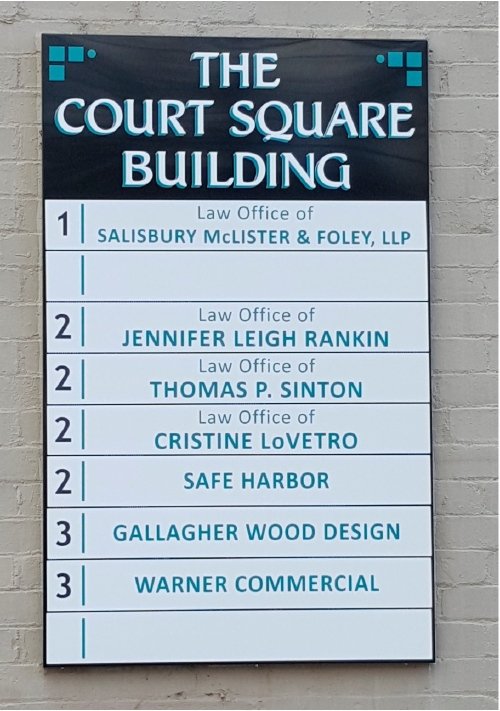 THE
COURT SQUARE
BUILDING
1
Law Office of
SALISBURY McLISTER & FOLEY, LLP
2
Law Office of
JENNIFER LEIGH RANKIN
2
Law Office of
THOMAS P. SINTON
2
Law Office of
CRISTINE LoVETRO
2 SAFE HARBOR
3 GALLAGHER WOOD DESIGN
3 WARNER COMMERCIAL